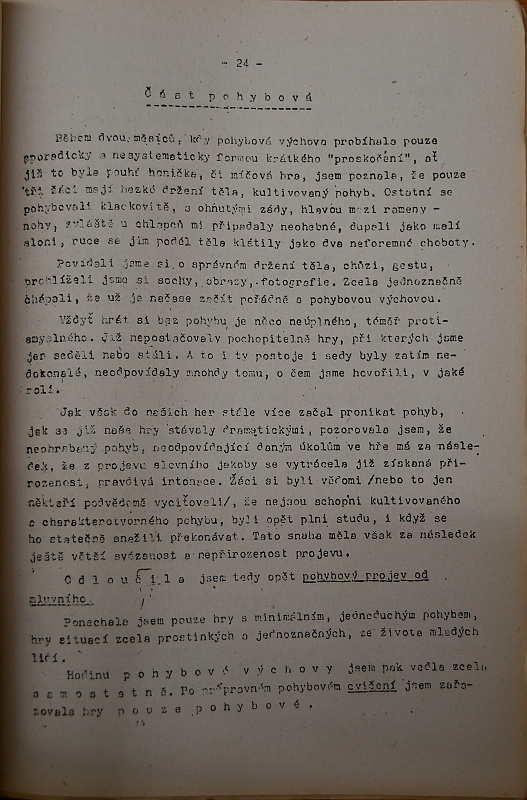 - 24 -
Č á s t  p o h y b o v á
Během dvou měsíců, kdy pohybová výchova probíhala pouze
sporadicky a nesystematicky formou krátkého "proskočení", ať
již to byla pouhá honička, či míčová hra, jsem poznala, že pouze
tři žáci mají hezké držení těla, kultivovaný pohyb. Ostatní se
pohybovali klackovitě, s ohnutými zády, hlavou mezi rameny -
nohy, zvláště u chlapců mi připadaly neohebné, dupali jako malí
sloni, ruce se jim podél těla klátily jako dva neforemné choboty.
Povídali jsme si o správném držení těla, chůzi, gestu,
prohlíželi jsme si sochy, obrazy, fotografie. Zcela jednoznačně
chápali, že už je načase začít pořádně s pohybovou výchovou.
Vždyť hrát si bez pohybu je něco neúplného, téměř proti-
smyslného. Již nepostačovaly pochopitelně hry, při kterých jsme
jen seděli nebo stáli. A to i ty postoje i sedy byly zatím ne-
dokonalé, neodpovídaly mnohdy tomu, o čem jsme hovořili, v jaké
roli.
Jak však do našich her stále více začal pronikat pohyb,
jak se již naše hry stávaly dramatickými, pozorovala jsem, že
neohrabaný pohyb, neodpovídající daným úkolům ve hře má za násle-
dek, že z projevu slovního jakoby se vytrácela již získaná při-
rozenost, pravdivá intonace. Žáci si byli vědomi /nebo to jen
někteří podvědomě vyciťovali/, že nejsou schopni kultivovaného
a charakterotvorného pohybu, byli opět plni studu, i když se
ho statečně snažili překonávat. Tato snaha měla však za následek
ještě větší svázanost a nepřirozenost projevu.
O d l o u č i l a jsem tedy opět pohybový projev od
mluvního.
Ponechala jsem pouze hry s minimálním, jednoduchým pohybem,
hry situací zcela prostinkých a jednoznačných, ze života mladých
lidí.
Hodinu p o h y b o v é  v ý c h o v y jsem pak vedla zcela
s a m o s t a t n ě. Po průpravném pohybovém cvičení jsem zařa-
zovala hry p o u z e  p o h y b o v é .